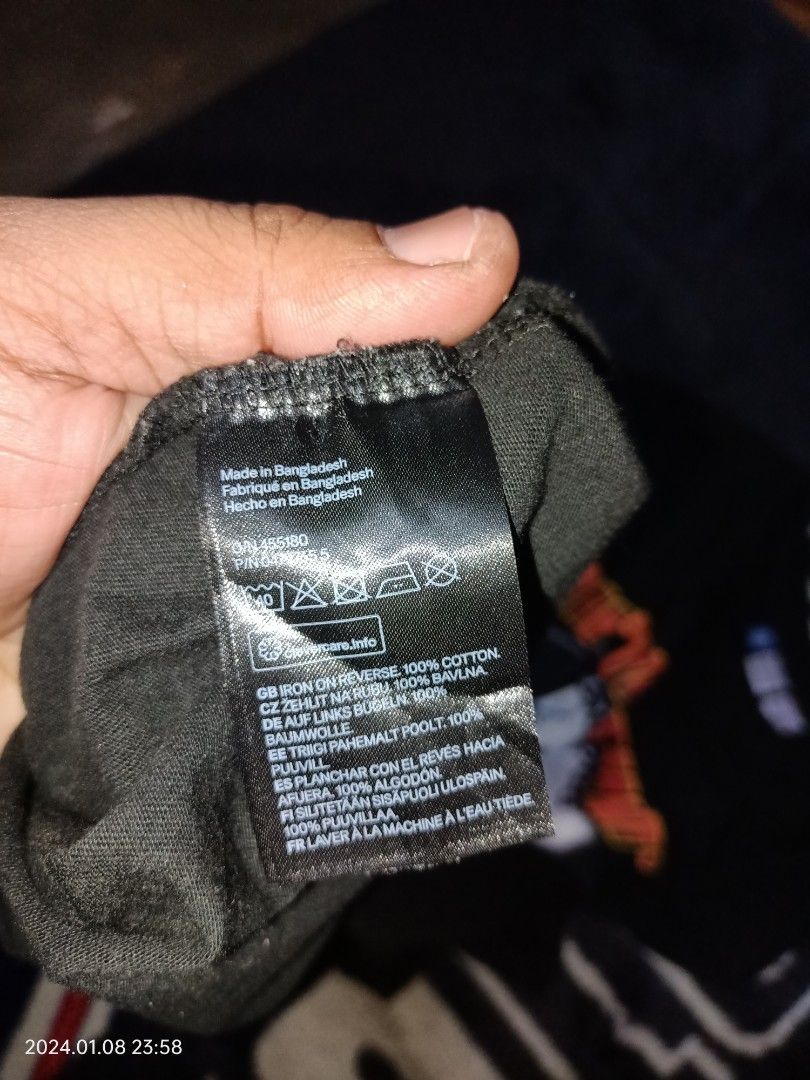 Made in Bangladesh
Fabriqué en Bangladesh
Hecho en Bangladesh
O/N 455180
40
care.info
GB IRON ON REVERSE. 100% COTTON.
CZ ŽEHLIT NA RUBU. 100% BAVLNA.
DE AUF LINKS BÜGELN. 100%
BAUMWOLLE.
EE TRIIGI PAHEMALT POOLT. 100%
PUUVILL.
ES PLANCHAR CON EL REVÉS HACIA
AFUERA. 100% ALGODÓN.
FI SILITETÄÄN SISÄPUOLI ULOSPÄIN.
100% PUUVILLAA.
FR LAVER À LA MACHINE À L'EAU TIÈDE.
2024.01.08 23:58